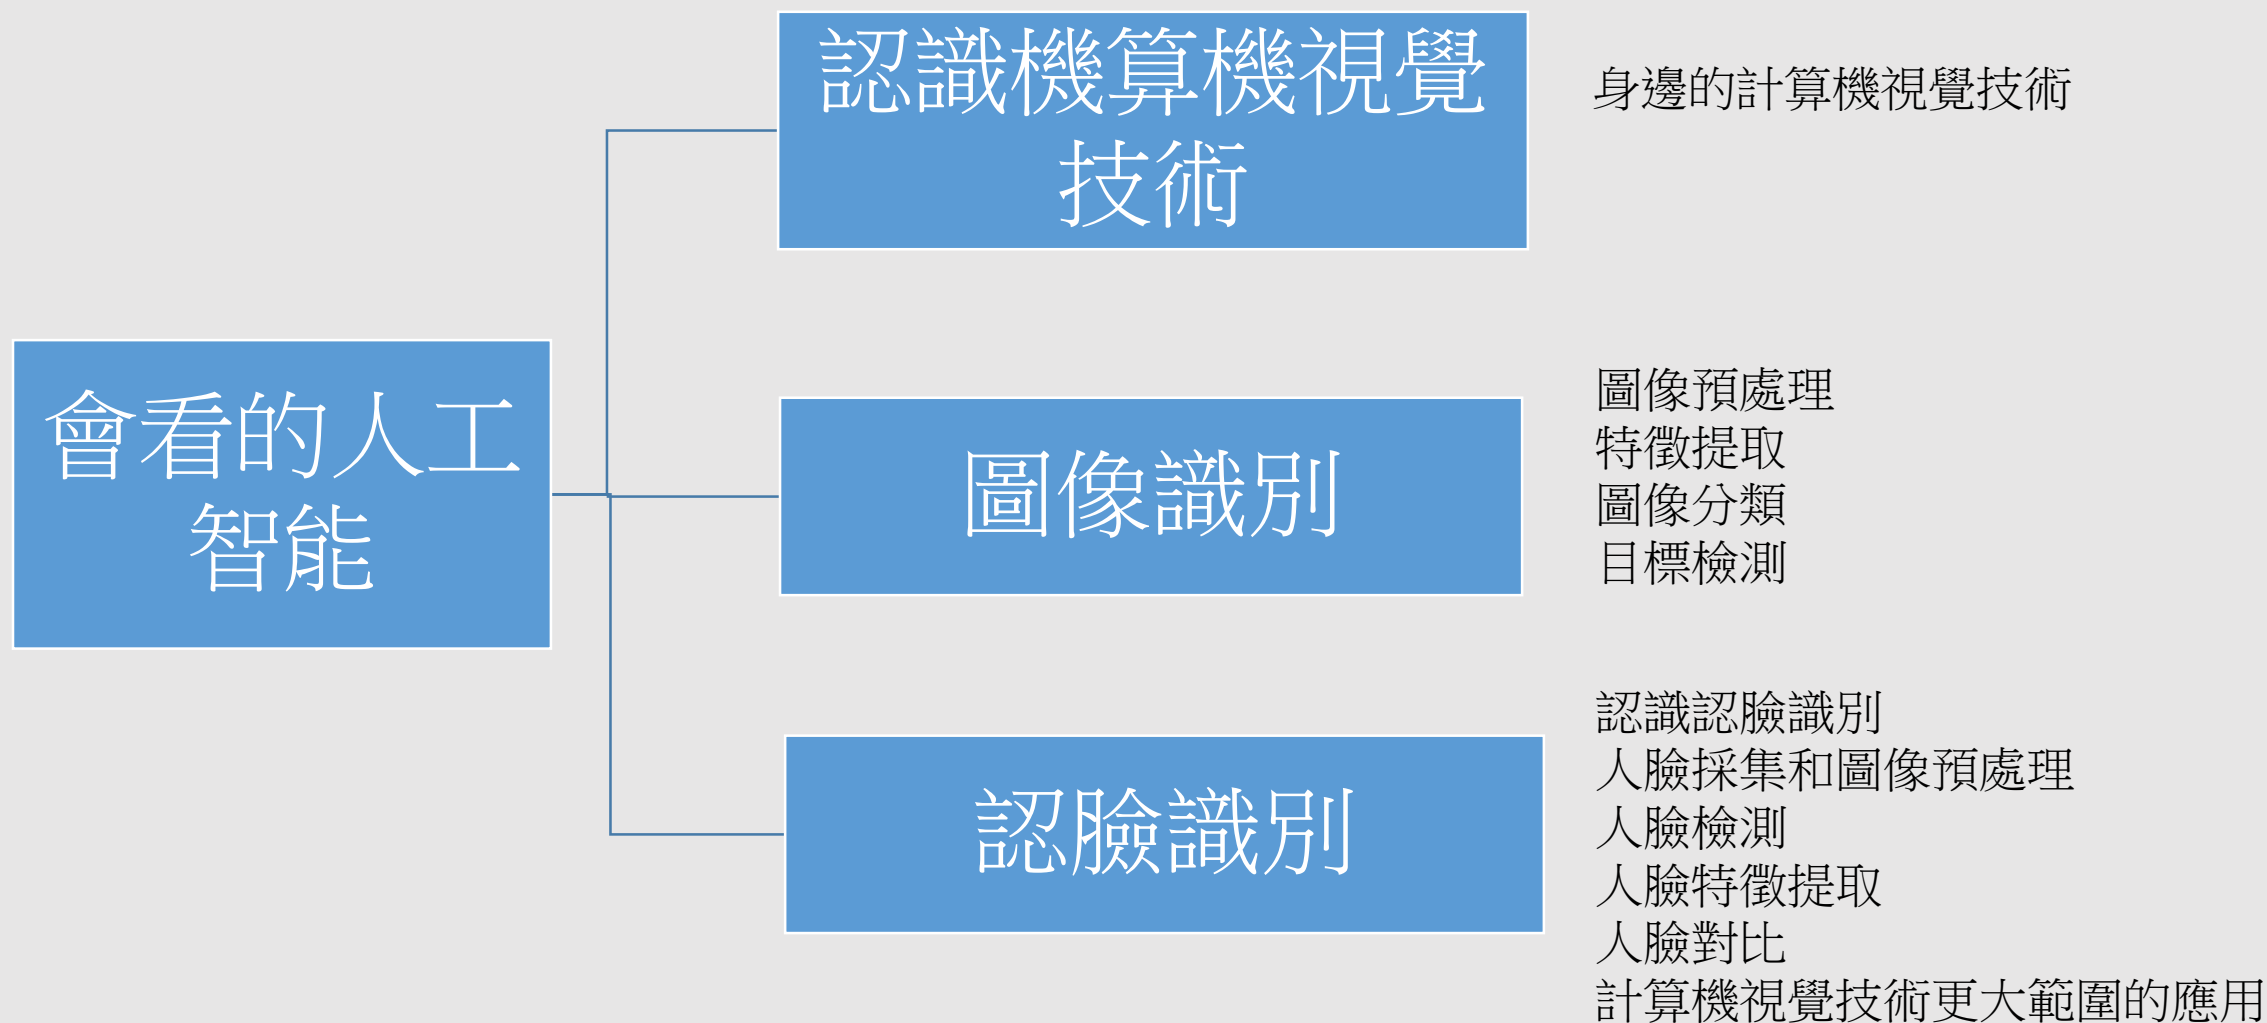 會看的人工
智能
認識機算機視覺
技術
身邊的計算機視覺技術
圖像識別
圖像預處理
特徵提取
圖像分類
目標檢測
認臉識別
認識認臉識別
人臉採集和圖像預處理
人臉檢測
人臉特徵提取
人臉對比
計算機視覺技術更大範圍的應用